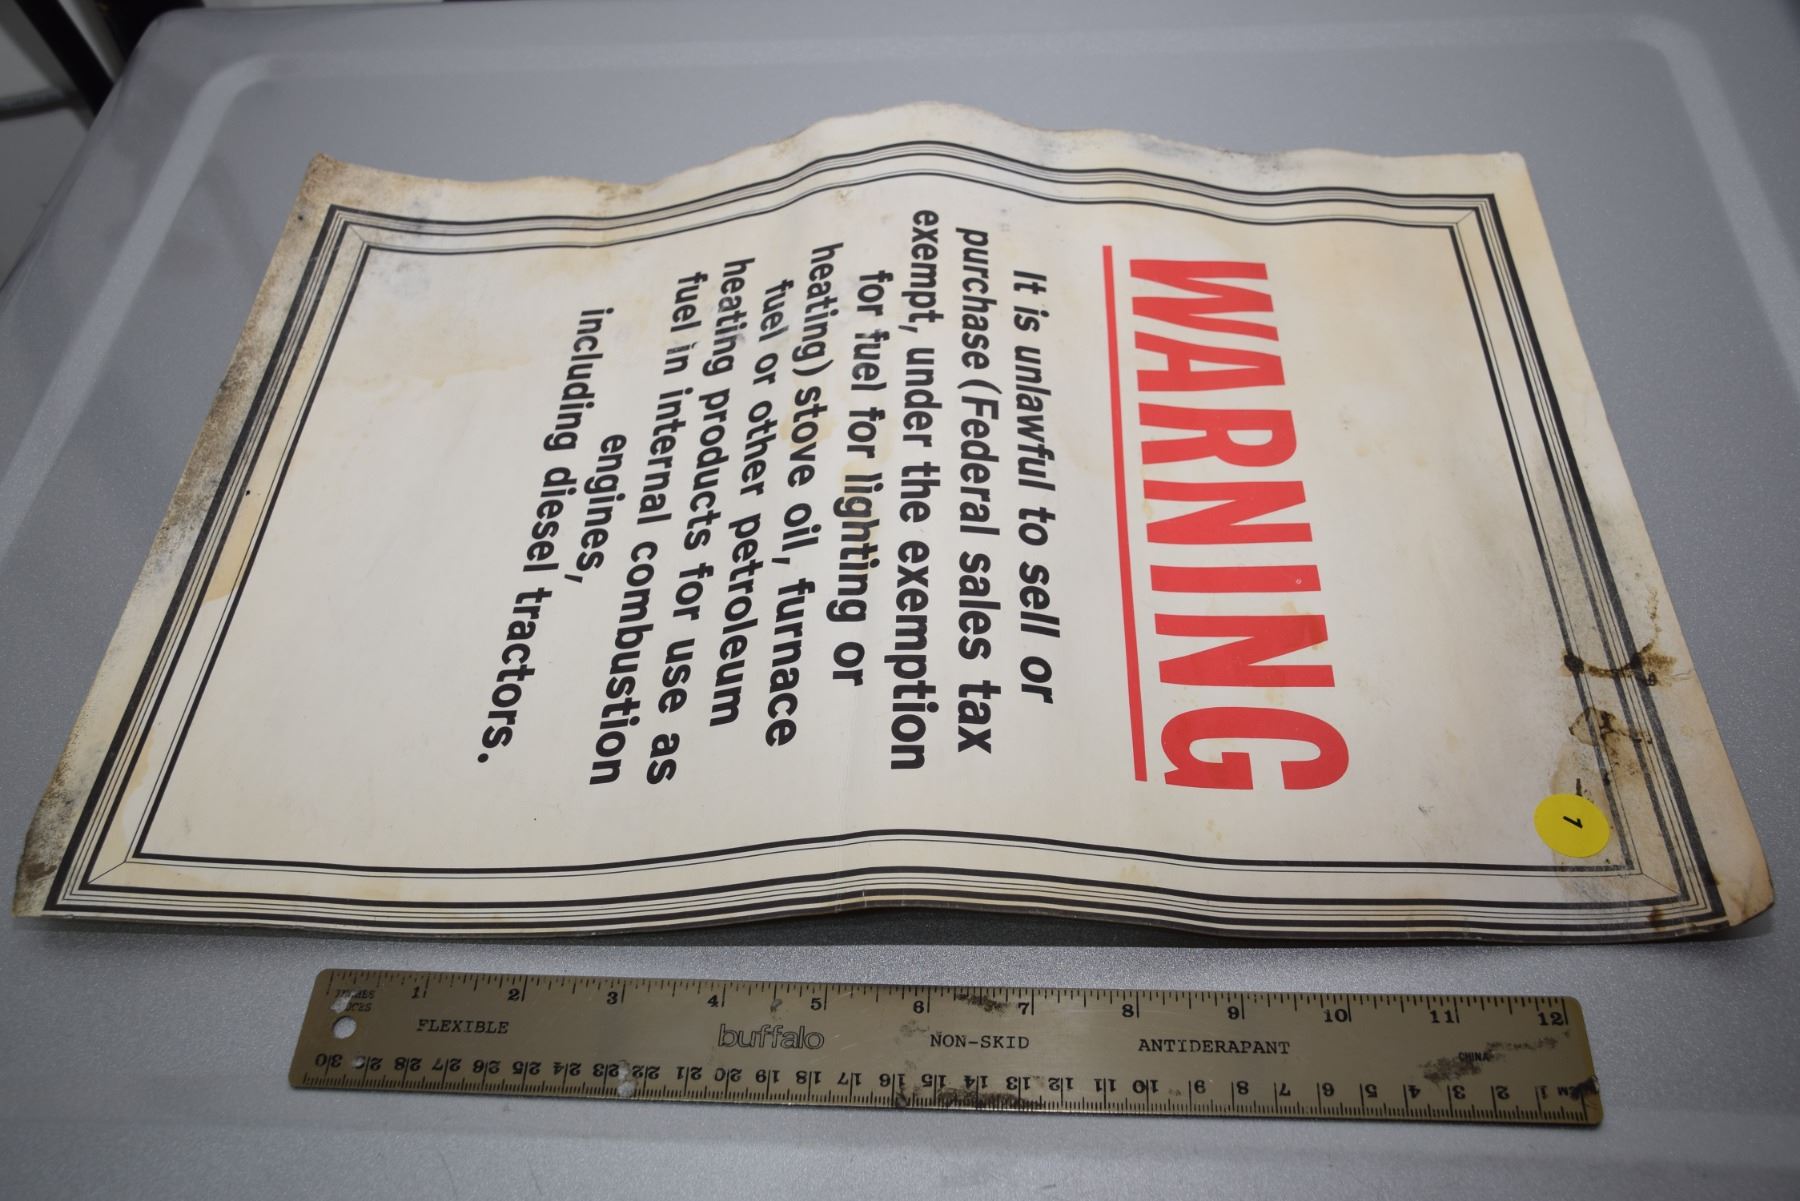 WARNING
It is unlawful to sell or
purchase (Federal sales tax
exempt, under the exemption
for fuel for lighting or
heating) stove oil, furnace
fuel or other petroleum
heating products for use as
fuel in internal combustion
engines,
including diesel tractors.
1
1 2 3 4 5 6 7 8 9 10 11 12
FLEXIBLE buffalo NON-SKID ANTIDERAPANT CHINA
30 29 28 27 26 25 24 23 22 21 20 19 18 17 16 15 14 13 12 11 10 9 8 7 6 5 4 3 2 1 CM